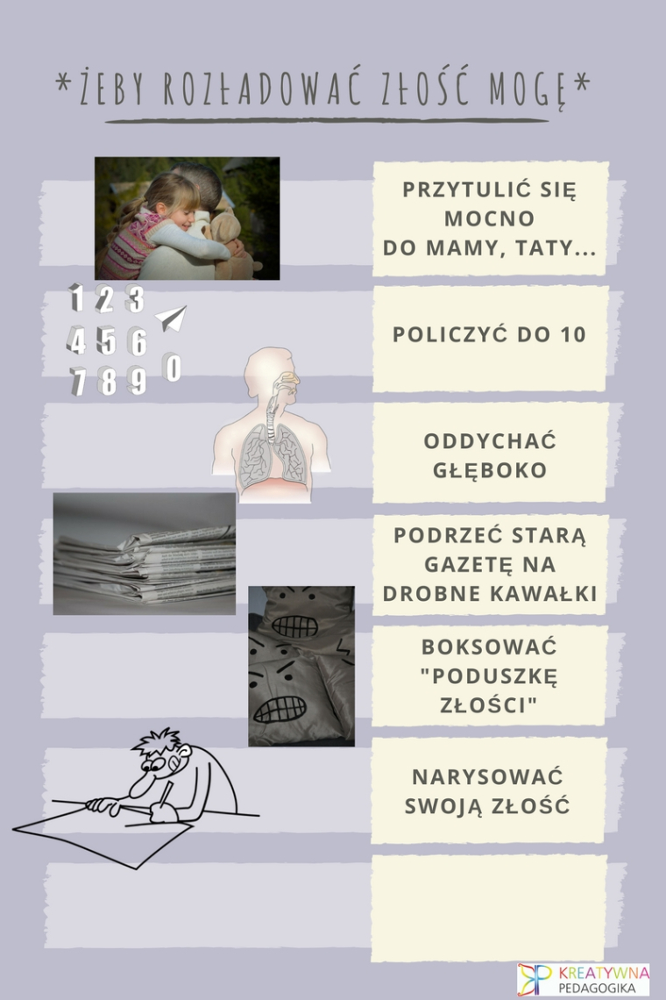 *ŻEBY ROZŁADOWAĆ ZŁOŚĆ MOGĘ*
PRZYTULIĆ SIĘ
MOCNO
DO MAMY, TATY...
1 2 3
4 5 6
7 8 9 0
POLICZYĆ DO 10
ODDYCHAĆ
GŁĘBOKO
PODRZEĆ STARĄ
GAZETĘ NA
DROBNE KAWAŁKI
BOKSOWAĆ
"PODUSZKĘ
ZŁOŚCI"
NARYSOWAĆ
SWOJĄ ZŁOŚĆ
KREATYWNA
PEDAGOGIKA